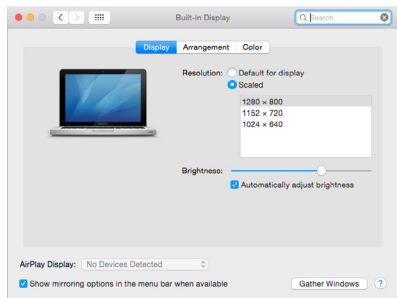 Built-in Display
Search
Display Arrangement Color
Resolution: Default for display
Scaled
1280 × 800
1152 × 720
1024 × 640
Brightness:
Automatically adjust brightness
AirPlay Display: No Devices Detected
Show mirroring options in the menu bar when available
Gather Windows ?